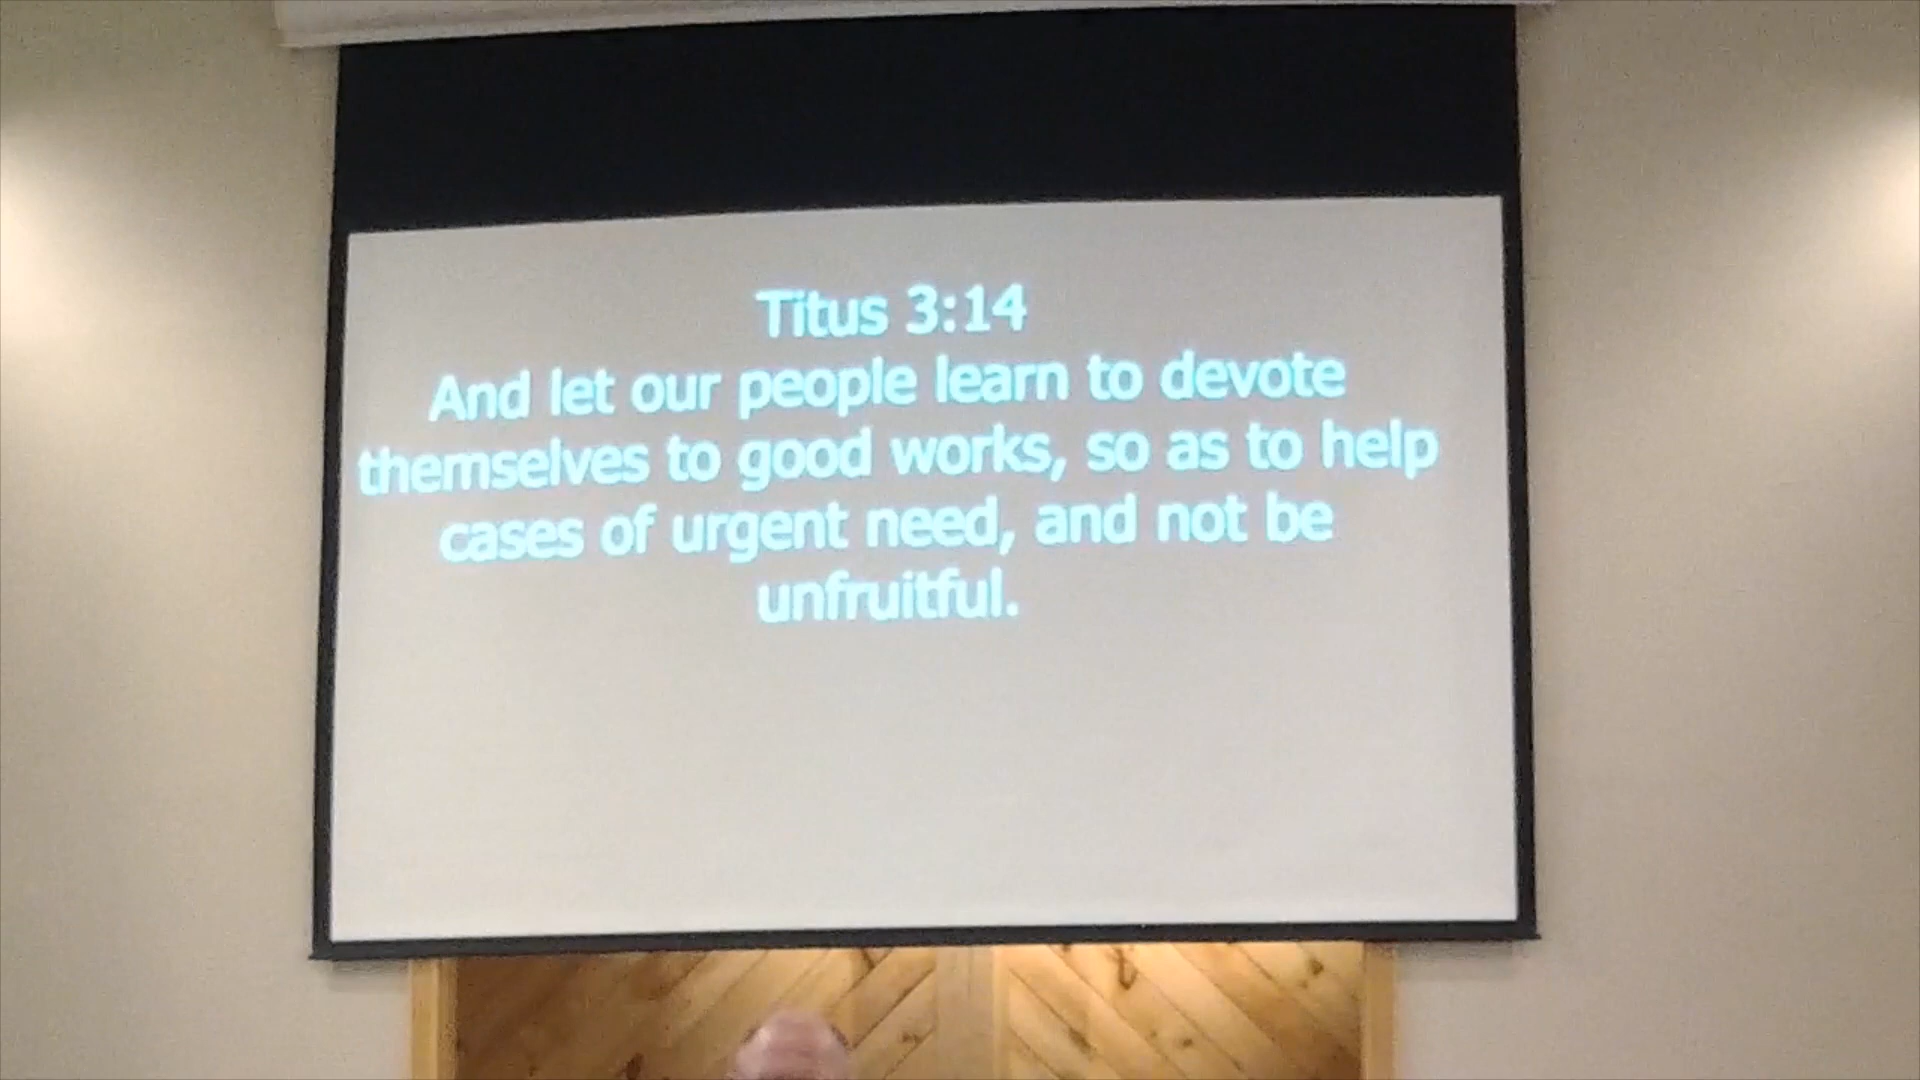 Titus 3:14
And let our people learn to devote
themselves to good works, so as to help
cases of urgent need, and not be
unfruitful.